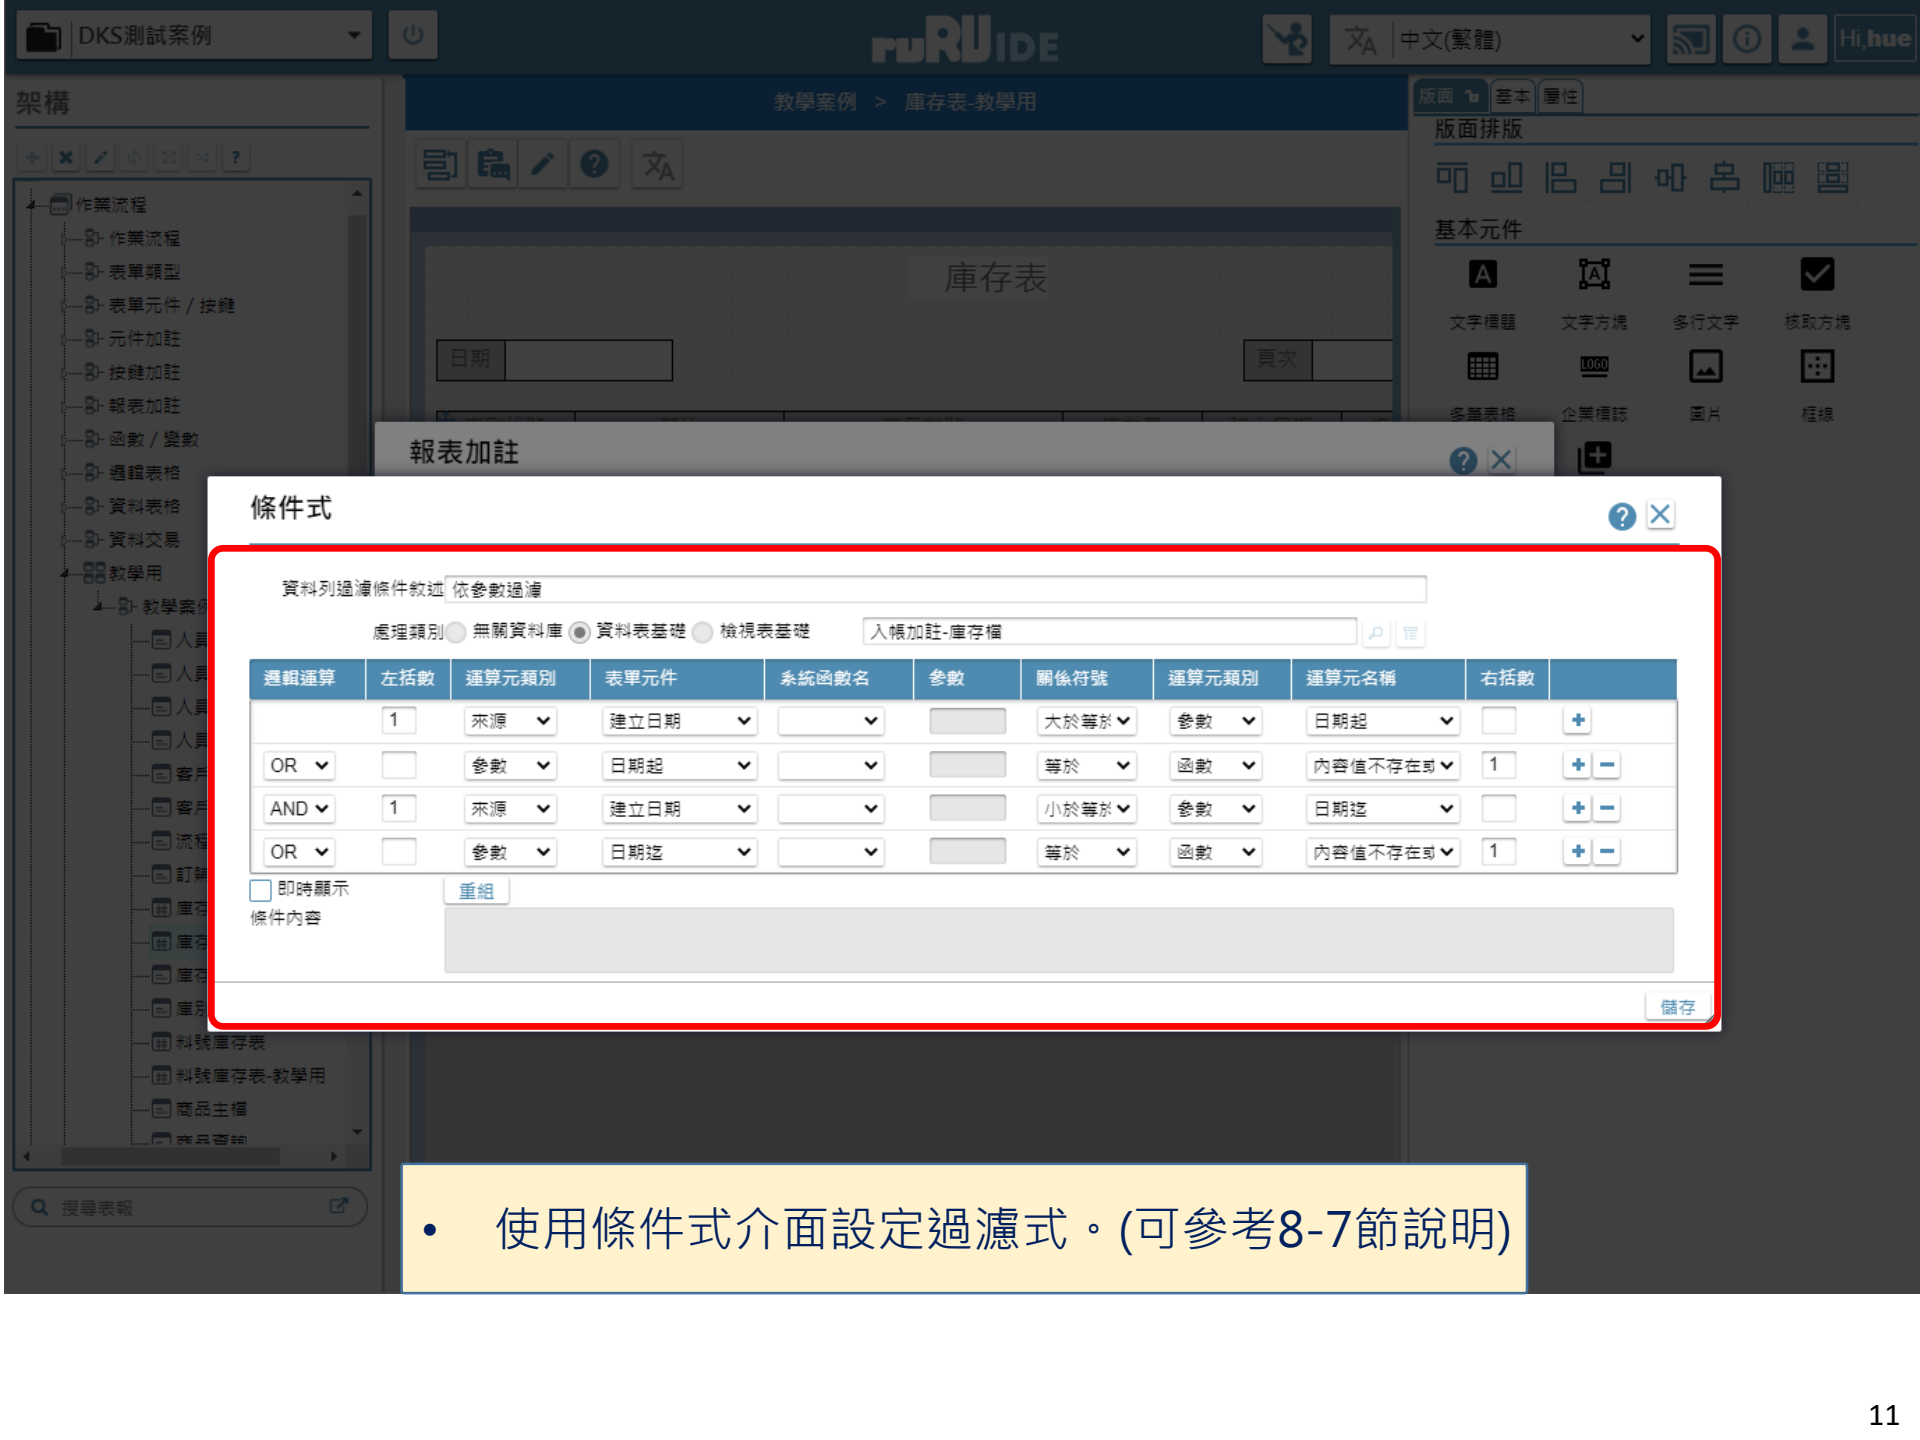 DKS測試案例
ruRUIDE
中文(繁體)
Hi,hue
架構
教學案例 > 庫存表-教學用
版面
基本
屬性
版面排版
作業流程
作業流程
表單類型
表單元件 / 按鍵
元件加註
按鍵加註
報表加註
函數 / 變數
邏輯表格
資料表格
資料交易
教學用
庫存表
日期
頁次
基本元件
文字標題
文字方塊
多行文字
核取方塊
LOGO
多筆表格
企業標誌
圖片
框線
報表加註
條件式
資料列過濾條件敘述 依參數過濾
處理類別 無關資料庫 資料表基礎 檢視表基礎 入帳加註-庫存檔
邏輯運算 左括數 運算元類別 表單元件 系統函數名 參數 關係符號 運算元類別 運算元名稱 右括數
1 來源 建立日期 大於等於 參數 日期起
OR 參數 日期起 等於 函數 內容值不存在或 1
AND 1 來源 建立日期 小於等於 參數 日期迄
OR 參數 日期迄 等於 函數 內容值不存在或 1
即時顯示 重組
條件內容
儲存
料號庫存表
料號庫存表-教學用
商品主檔
商品查詢
搜尋表報
• 使用條件式介面設定過濾式。(可參考8-7節說明)
11